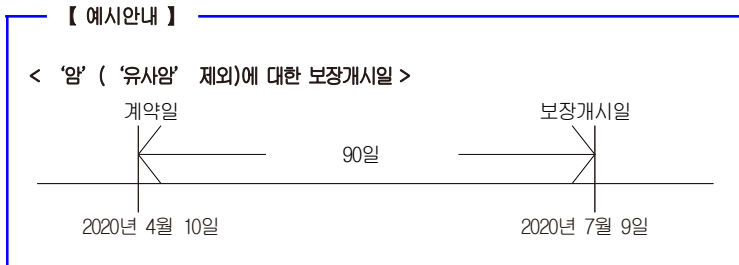 【 예시안내 】
< ‘암’ ( ‘유사암’ 제외)에 대한 보장개시일 >
계약일 보장개시일
90일
2020년 4월 10일 2020년 7월 9일